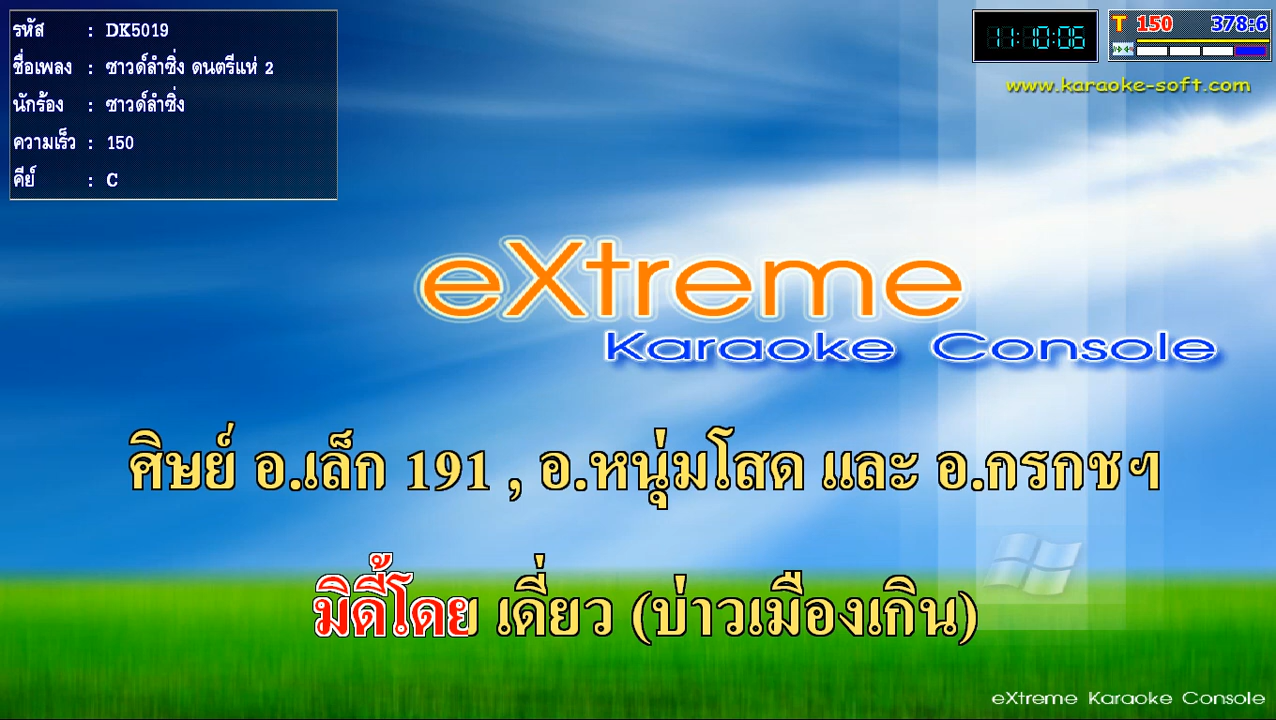 รหัส : DK5019
ชื่อเพลง : ซาวด์ลำซิ่ง ดนตรีแห่ 2
นักร้อง : ซาวด์ลำซิ่ง
ความเร็ว : 150
คีย์ : C
11:10:06
T 150 378:6
www.karaoke-soft.com
eXtreme
Karaoke Console
ศิษย์ อ.เล็ก 191 , อ.หนุ่มโสด และ อ.กรกชฯ
มิดี้โดย เดี่ยว (บ่าวเมืองเกิน)
eXtreme Karaoke Console